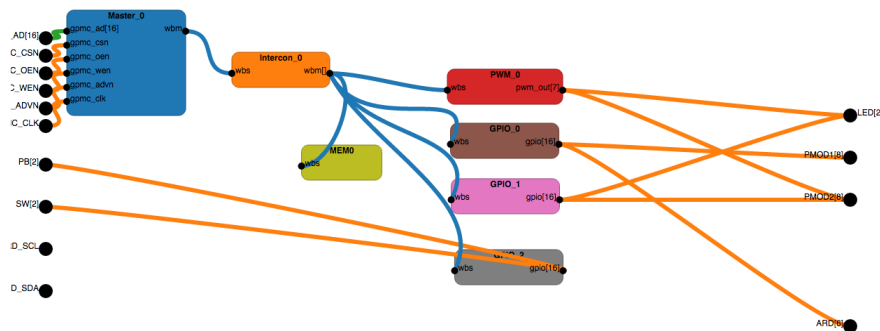 Master_0
_AD[16]
gpmc_ad[16]
wbm
C_CSN
gpmc_csn
gpmc_oen
C_OEN
gpmc_wen
C_WEN
gpmc_advn
_ADVN
gpmc_clk
C_CLK
Intercon_0
wbs
wbm[]
PWM_0
wbs
pwm_out[7]
GPIO_0
wbs
gpio[16]
MEM0
wbs
GPIO_1
wbs
gpio[16]
GPIO_2
wbs
gpio[16]
PB[2]
SW[2]
D_SCL
D_SDA
LED[2
PMOD1[8]
PMOD2[8]
ARD[6]